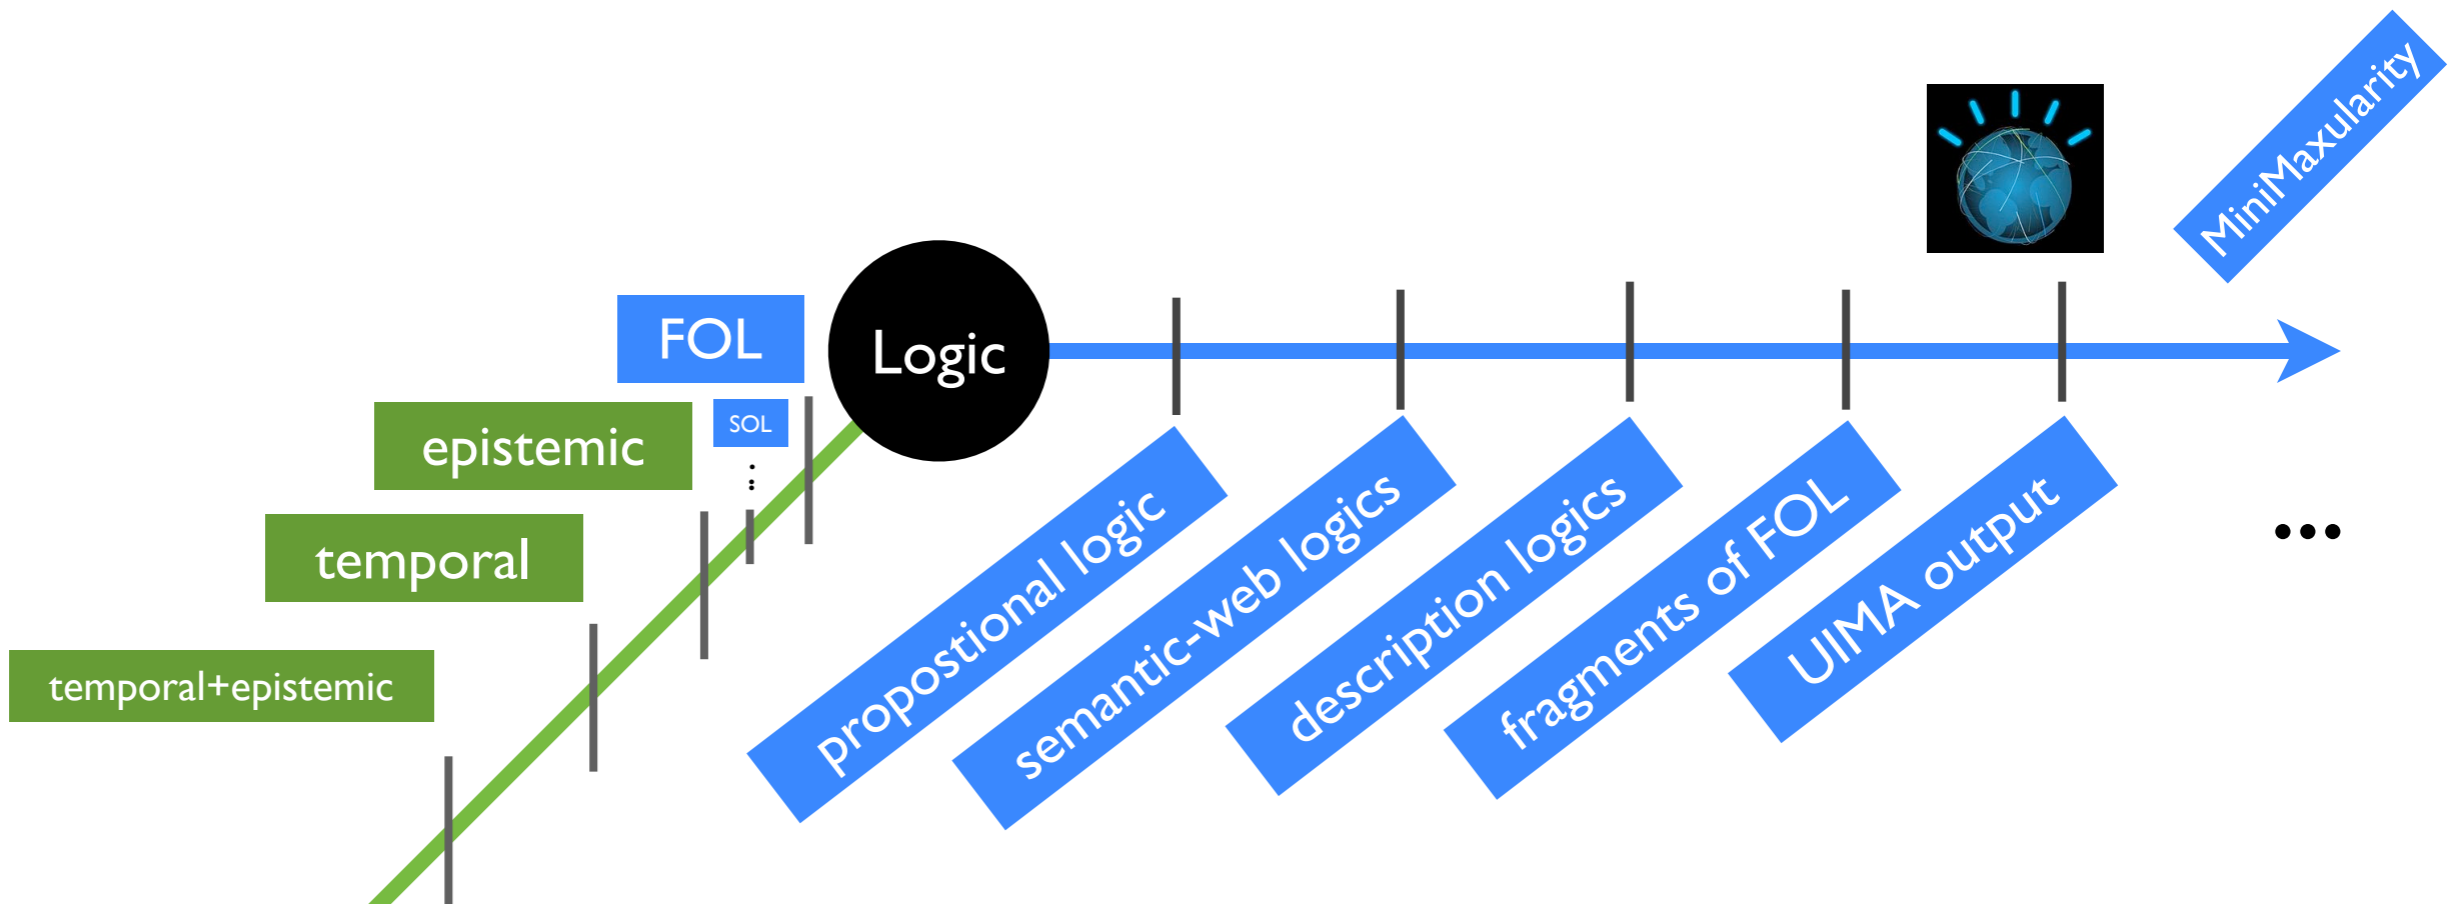 MiniMaxularity
FOL
Logic
epistemic
SOL
...
temporal
temporal+epistemic
propostional logic
semantic-web logics
description logics
fragments of FOL
UIMA output
...